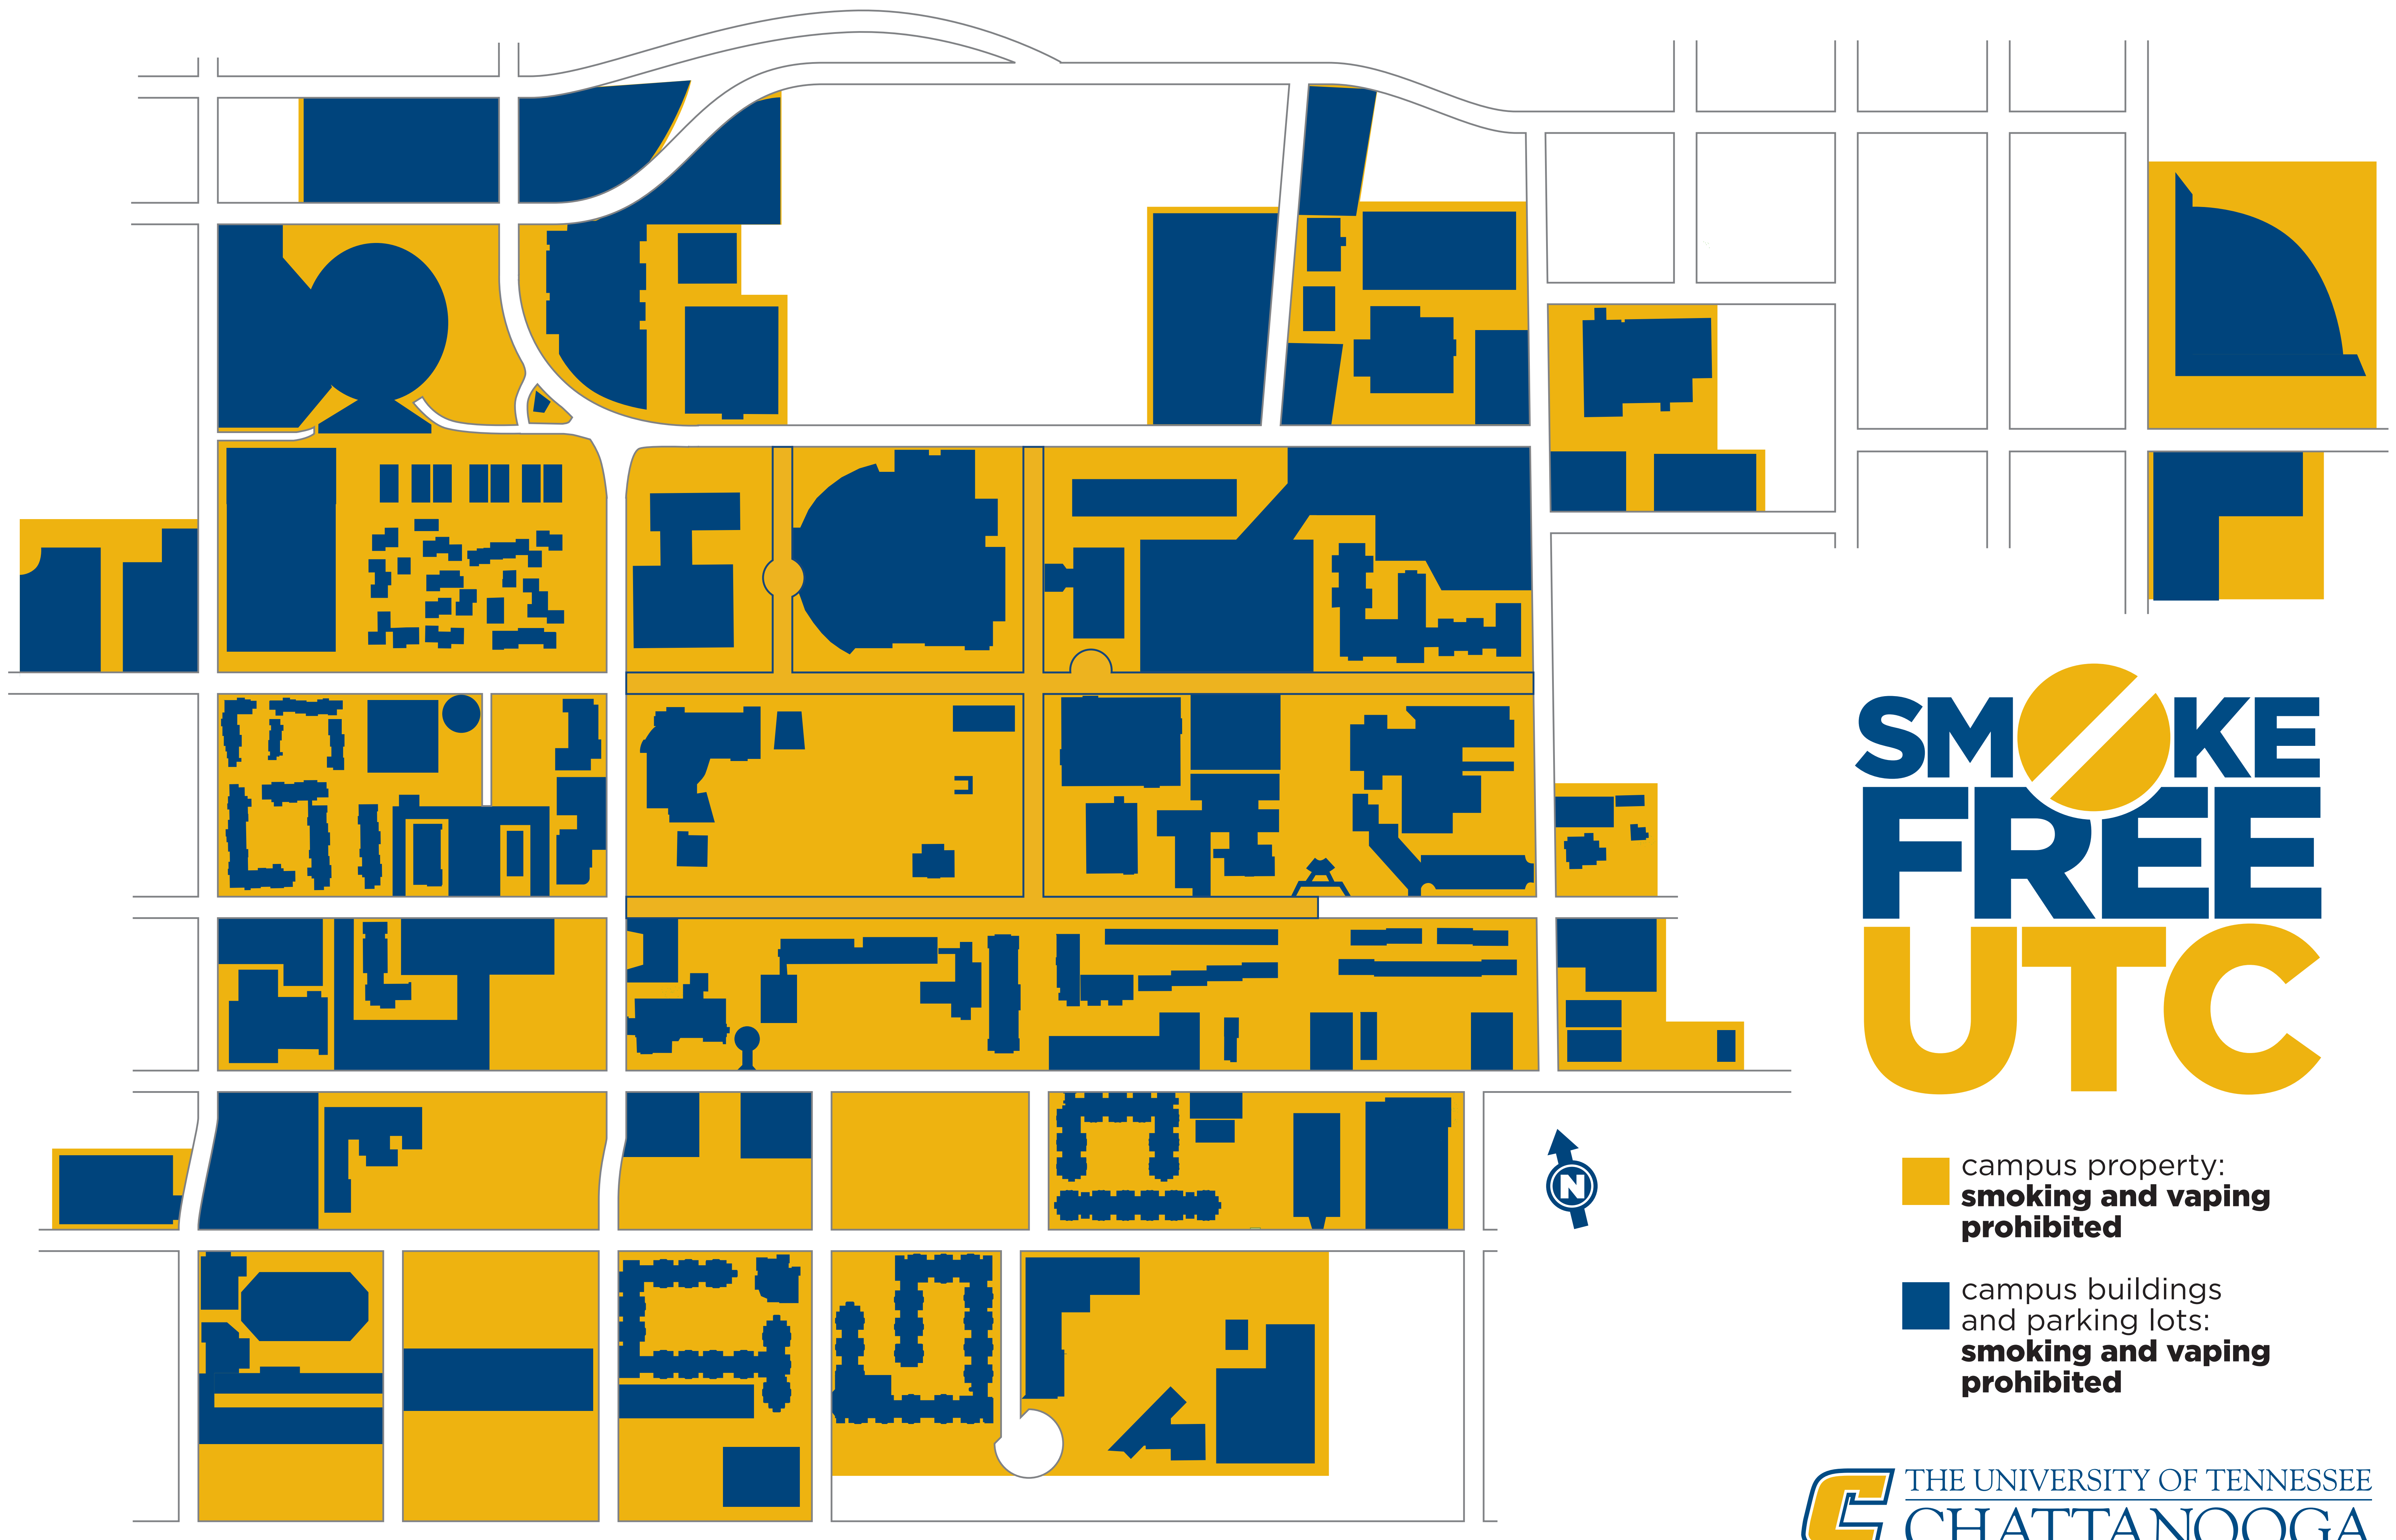 SMOKE
FREE
UTC
N
campus property:
smoking and vaping
prohibited
campus buildings
and parking lots:
smoking and vaping
prohibited
C
THE UNIVERSITY OF TENNESSEE
CHATTANOOGA